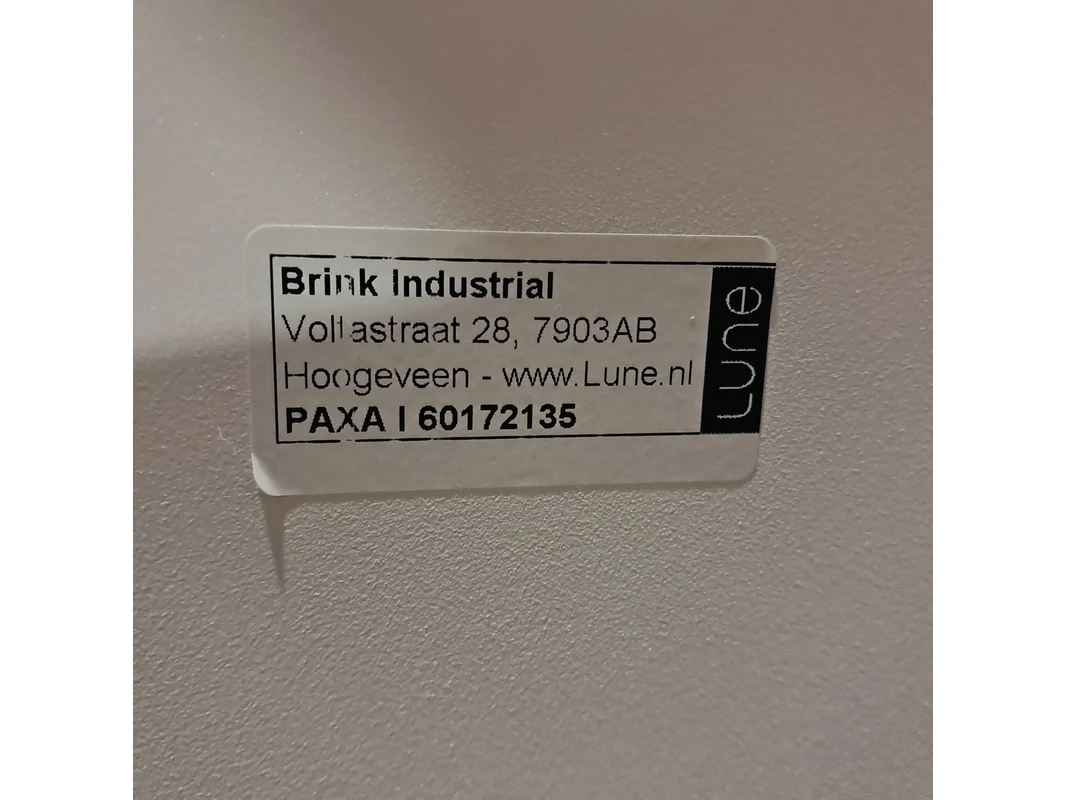 Brink Industrial
Voltastraat 28, 7903AB
Hoogeveen - www.Lune.nl
PAXA I 60172135
Lune